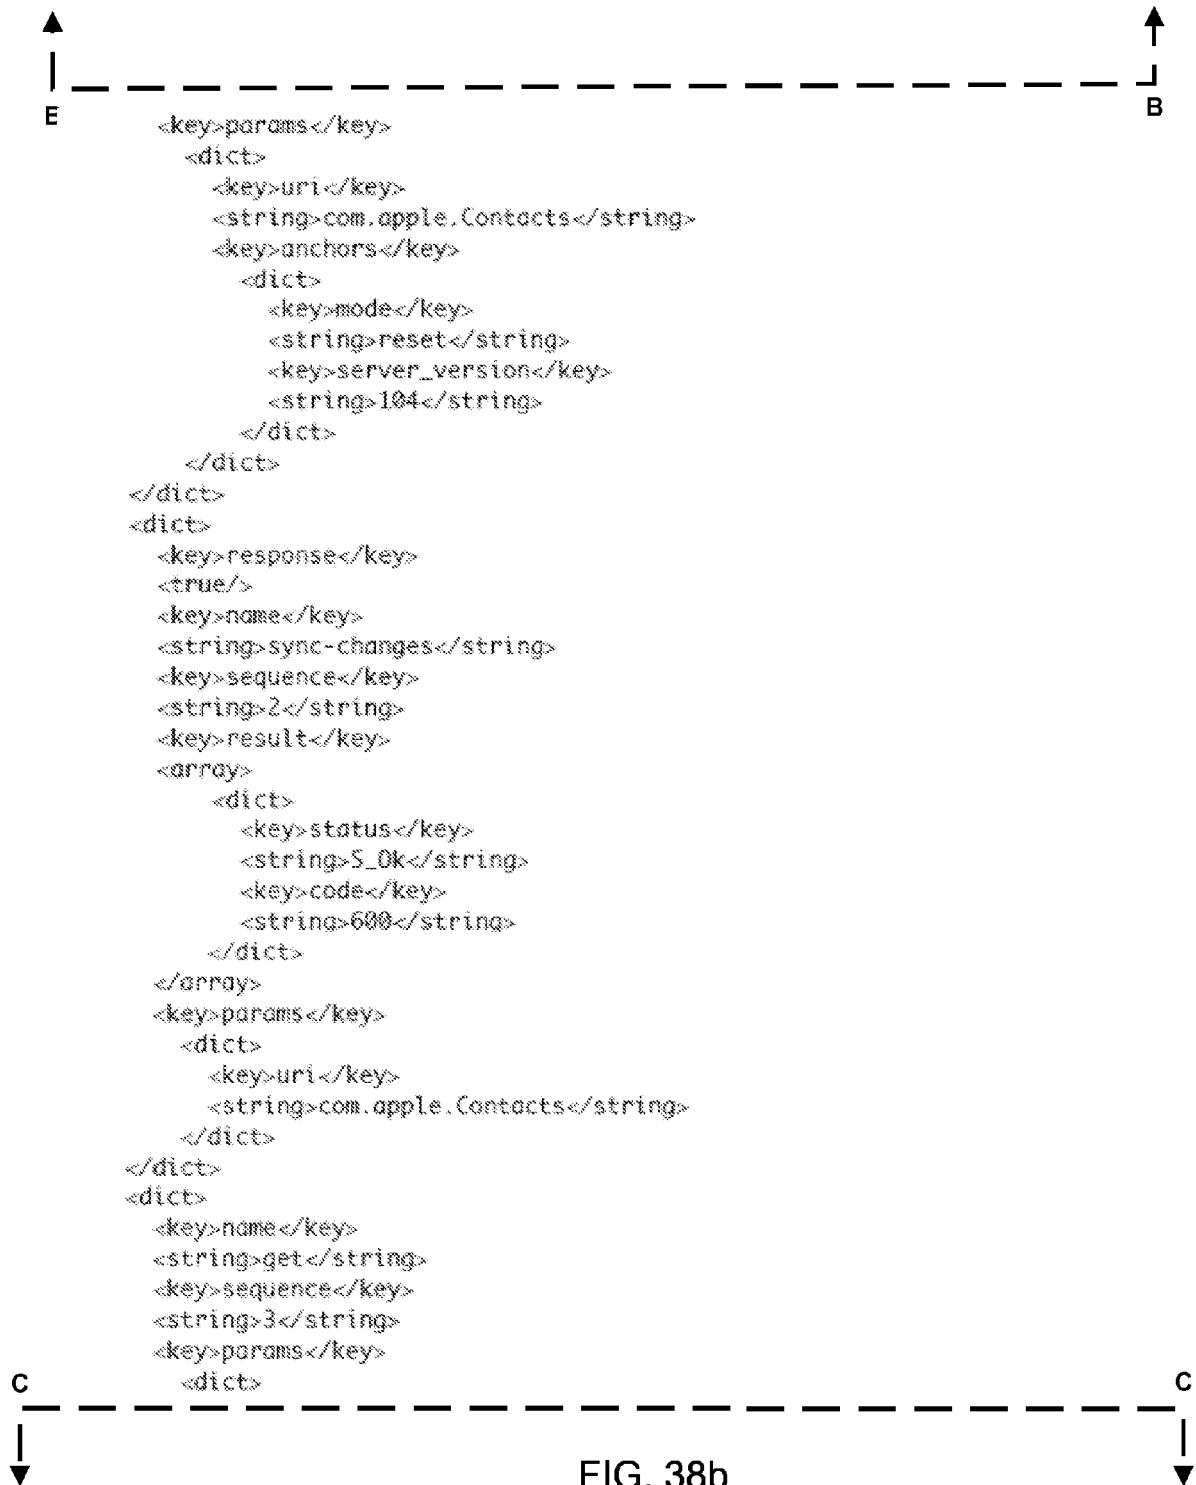 E
B
<key>params</key>
<dict>
<key>uri</key>
<string>com.apple.Contacts</string>
<key>anchors</key>
<dict>
<key>mode</key>
<string>reset</string>
<key>server_version</key>
<string>104</string>
</dict>
</dict>
</dict>
<dict>
<key>response</key>
<true/>
<key>name</key>
<string>sync-changes</string>
<key>sequence</key>
<string>2</string>
<key>result</key>
<array>
<dict>
<key>status</key>
<string>S_Ok</string>
<key>code</key>
<string>600</string>
</dict>
</array>
<key>params</key>
<dict>
<key>uri</key>
<string>com.apple.Contacts</string>
</dict>
</dict>
<dict>
<key>name</key>
<string>get</string>
<key>sequence</key>
<string>3</string>
<key>params</key>
<dict>
C
C
FIG. 38b